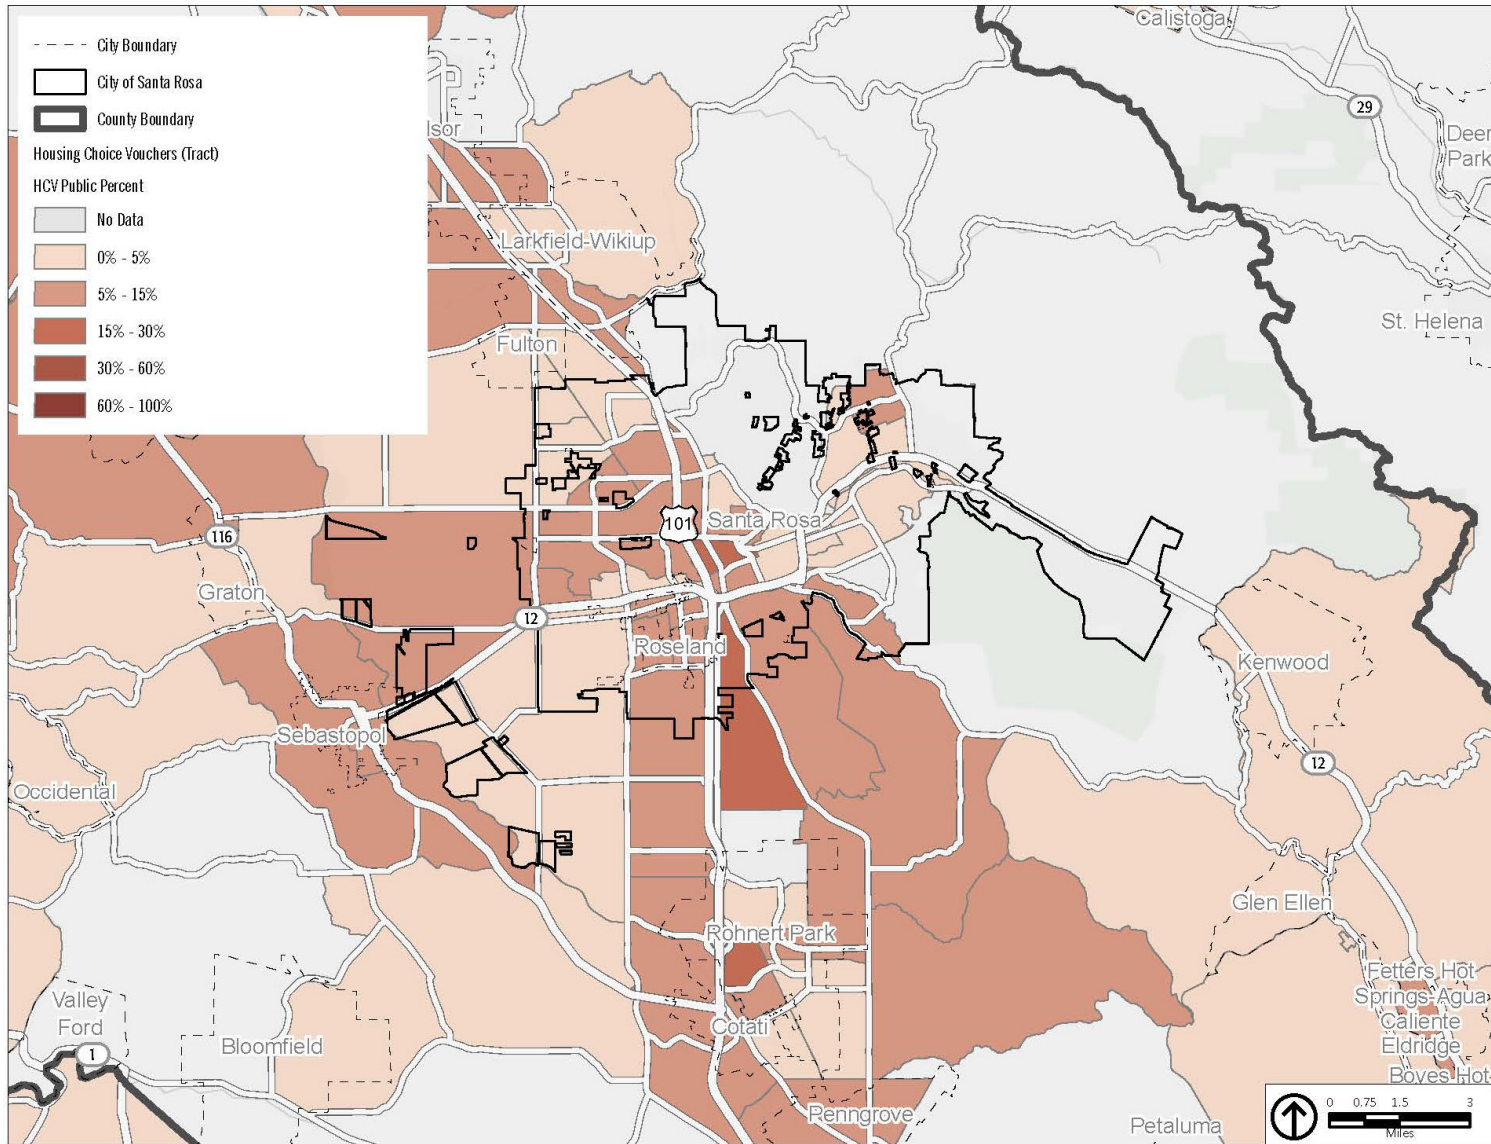 Calistoga
City Boundary
City of Santa Rosa
County Boundary
Housing Choice Vouchers (Tract)
HCV Public Percent
No Data
0% - 5%
5% - 15%
15% - 30%
30% - 60%
60% - 100%
29
Deer
Park
Larkfield-Wikiup
St. Helena
Fulton
101
Santa Rosa
116
Graton
12
Roseland
Kenwood
Sebastopol
12
Occidental
Glen Ellen
Rohnert Park
Fetters Hot
Springs-Agua
Caliente
Eldridge
Boyes Hot
Valley
Ford
Cotati
Bloomfield
1
Penngrove
Petaluma
0 0.75 1.5 3
Miles